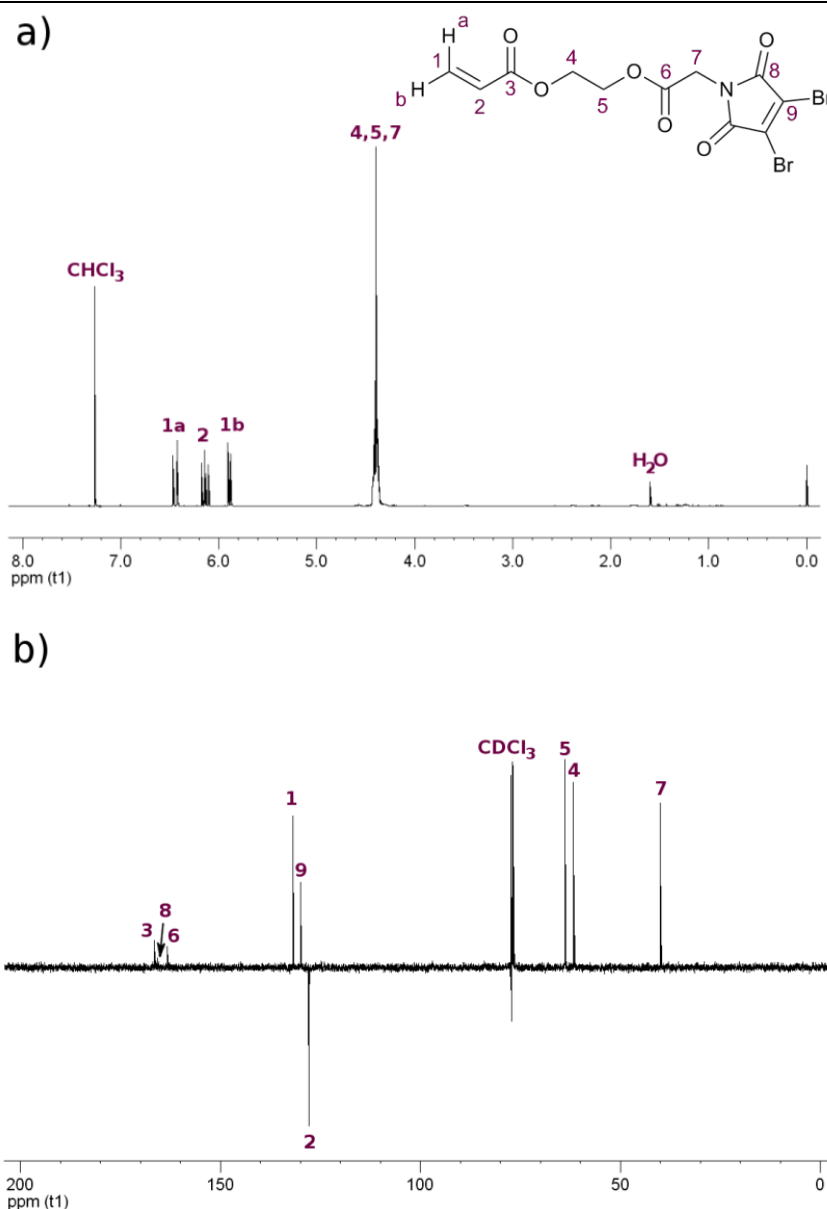 a)
H a
1
H b
2
O
3
O
4
5
O
6
O
7
N
O
8
9
Br
O
Br
4,5,7
CHCl3
1a 2 1b
H2O
8.0 7.0 6.0 5.0 4.0 3.0 2.0 1.0 0.0
ppm (t1)
b)
CDCl3
5
4
7
1
9
8
3 6
2
200 150 100 50 0
ppm (t1)